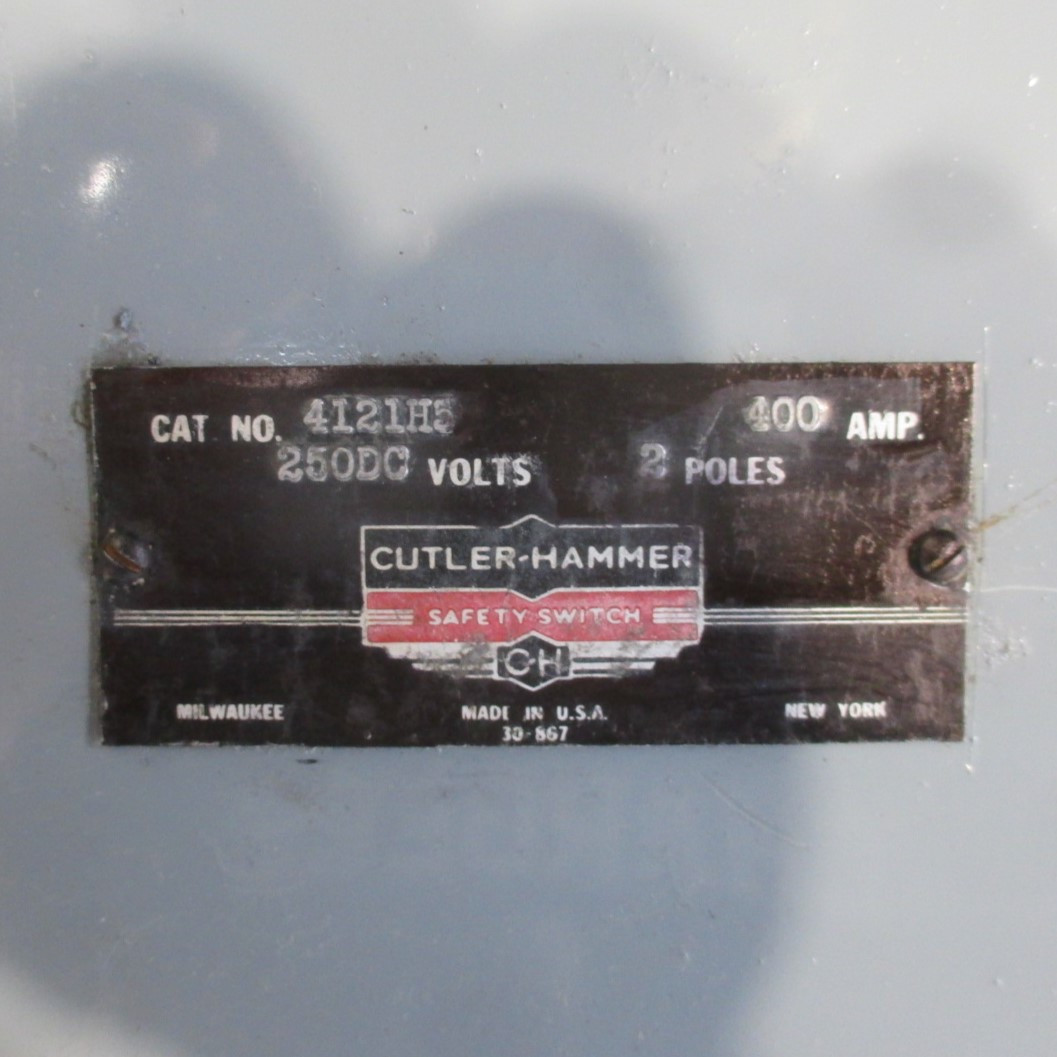 CAT NO. 4121H5 400 AMP.
250DC VOLTS 2 POLES
CUTLER-HAMMER
SAFETY SWITCH
C-H
MILWAUKEE MADE IN U.S.A. NEW YORK
30-867